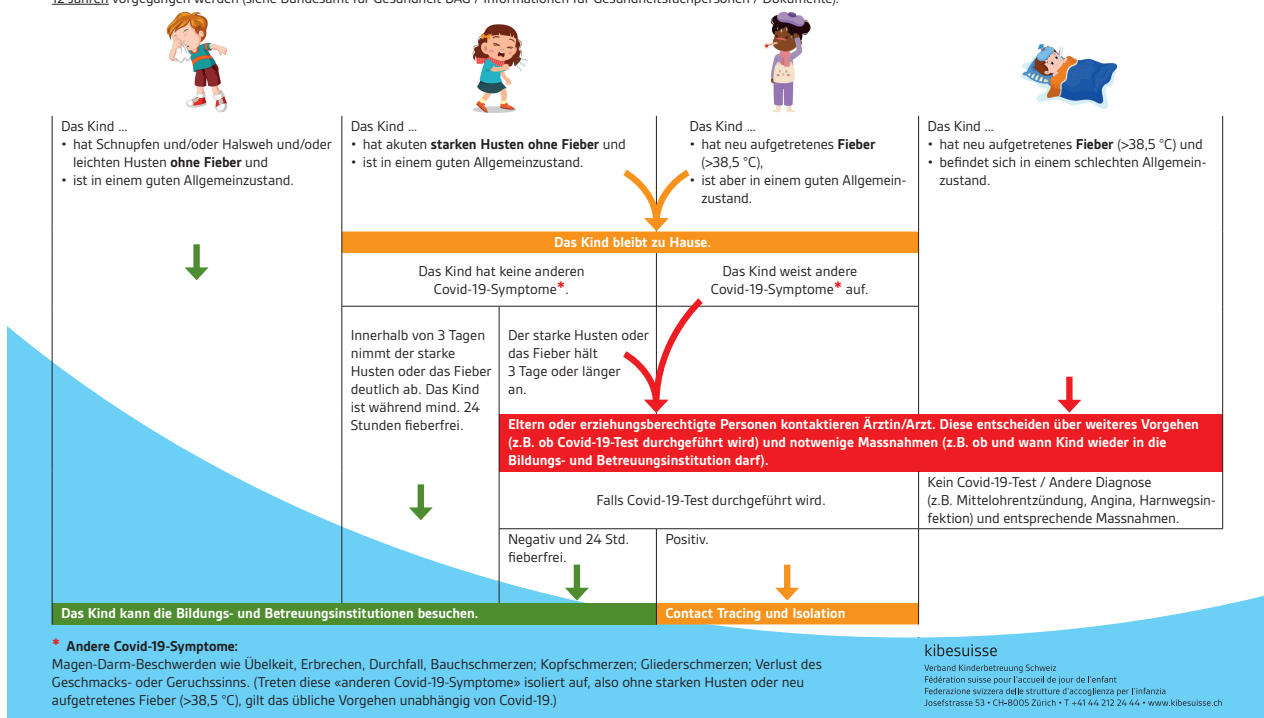 12 Jahren vorgegangen werden (siehe Bundesamt für Gesundheit BAG / Informationen für Gesundheitsfachpersonen / Dokumente).
Das Kind ...
• hat Schnupfen und/oder Halsweh und/oder
leichten Husten ohne Fieber und
• ist in einem guten Allgemeinzustand.
Das Kind ...
• hat akuten starken Husten ohne Fieber und
• ist in einem guten Allgemeinzustand.
Das Kind ...
• hat neu aufgetretenes Fieber
(>38,5 °C),
• ist aber in einem guten Allgemein-
zustand.
Das Kind ...
• hat neu aufgetretenes Fieber (>38,5 °C) und
• befindet sich in einem schlechten Allgemein-
zustand.
Das Kind bleibt zu Hause.
Das Kind hat keine anderen
Covid-19-Symptome*.
Das Kind weist andere
Covid-19-Symptome* auf.
Innerhalb von 3 Tagen
nimmt der starke
Husten oder das Fieber
deutlich ab. Das Kind
ist während mind. 24
Stunden fieberfrei.
Der starke Husten oder
das Fieber hält
3 Tage oder länger
an.
Eltern oder erziehungsberechtigte Personen kontaktieren Ärztin/Arzt. Diese entscheiden über weiteres Vorgehen
(z.B. ob Covid-19-Test durchgeführt wird) und notwenige Massnahmen (z.B. ob und wann Kind wieder in die
Bildungs- und Betreuungsinstitution darf).
Falls Covid-19-Test durchgeführt wird.
Kein Covid-19-Test / Andere Diagnose
(z.B. Mittelohrentzündung, Angina, Harnwegsin-
fektion) und entsprechende Massnahmen.
Negativ und 24 Std.
fieberfrei.
Positiv.
Das Kind kann die Bildungs- und Betreuungsinstitutionen besuchen.
Contact Tracing und Isolation
* Andere Covid-19-Symptome:
Magen-Darm-Beschwerden wie Übelkeit, Erbrechen, Durchfall, Bauchschmerzen; Kopfschmerzen; Gliederschmerzen; Verlust des
Geschmacks- oder Geruchssinns. (Treten diese «anderen Covid-19-Symptome» isoliert auf, also ohne starken Husten oder neu
aufgetretenes Fieber (>38,5 °C), gilt das übliche Vorgehen unabhängig von Covid-19.)
kibesuisse
Verband Kinderbetreuung Schweiz
Fédération suisse pour l'accueil de jour de l'enfant
Federazione svizzera delle strutture d'accoglienza per l'infanzia
Josefstrasse 53 • CH-8005 Zürich • T +41 44 212 24 44 • www.kibesuisse.ch